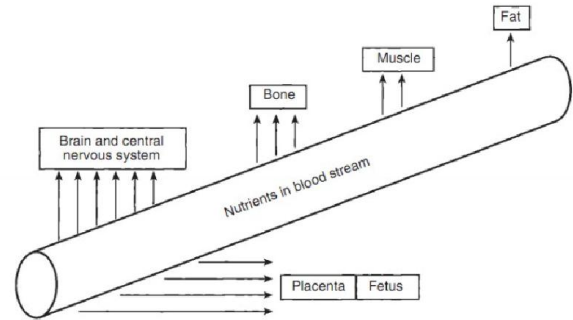 Fat
Muscle
Bone
Brain and central
nervous system
Nutrients in blood stream
Placenta
Fetus